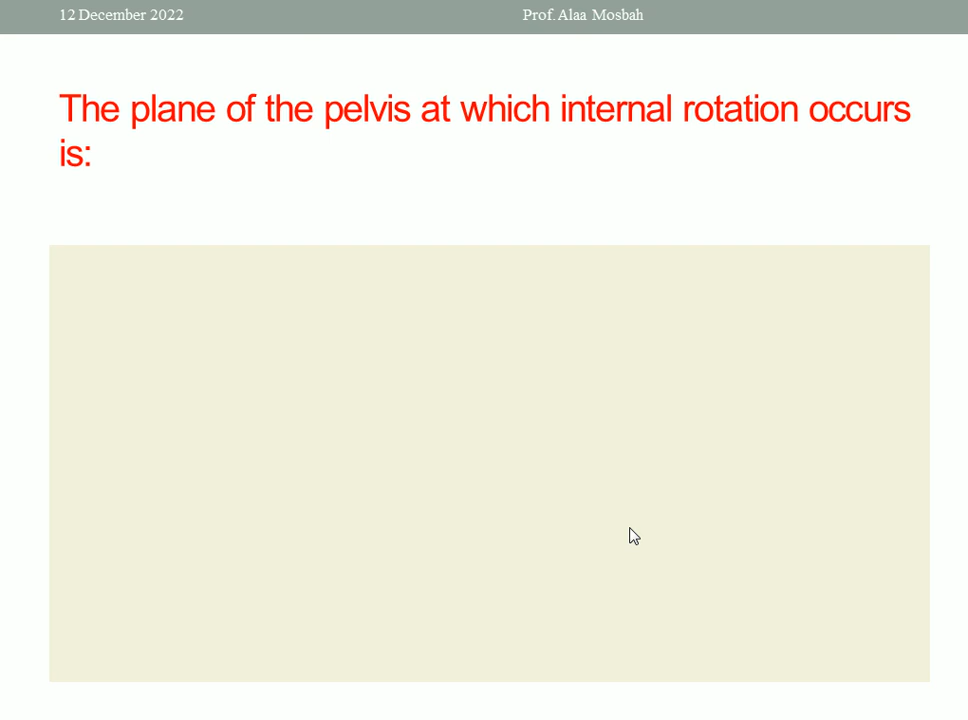 12 December 2022
Prof. Alaa Mosbah
The plane of the pelvis at which internal rotation occurs
is: